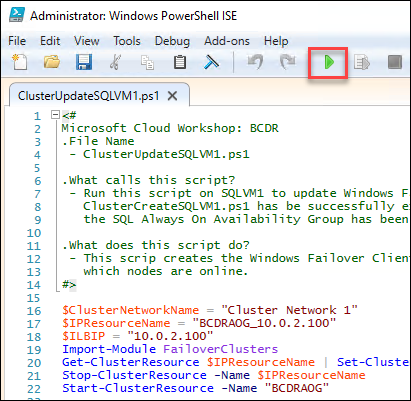 Administrator: Windows PowerShell ISE
File Edit View Tools Debug Add-ons Help
ClusterUpdateSQLVM1.ps1
1 <#
2 Microsoft Cloud Workshop: BCDR
3 .File Name
4 - ClusterUpdateSQLVM1.ps1
5
6 .What calls this script?
7 - Run this script on SQLVM1 to update Windows F
8 ClusterCreateSQLVM1.ps1 has be successfully e
9 the SQL Always On Availability Group has been
10
11 .What does this script do?
12 - This scrip creates the Windows Failover Clien
13 which nodes are online.
14 #>
15
16 $ClusterNetworkName = "Cluster Network 1"
17 $IPResourceName = "BCDRAOG_10.0.2.100"
18 $ILBIP = "10.0.2.100"
19 Import-Module FailoverClusters
20 Get-ClusterResource $IPResourceName | Set-Cluste
21 Stop-ClusterResource -Name $IPResourceName
22 Start-ClusterResource -Name "BCDRAOG"